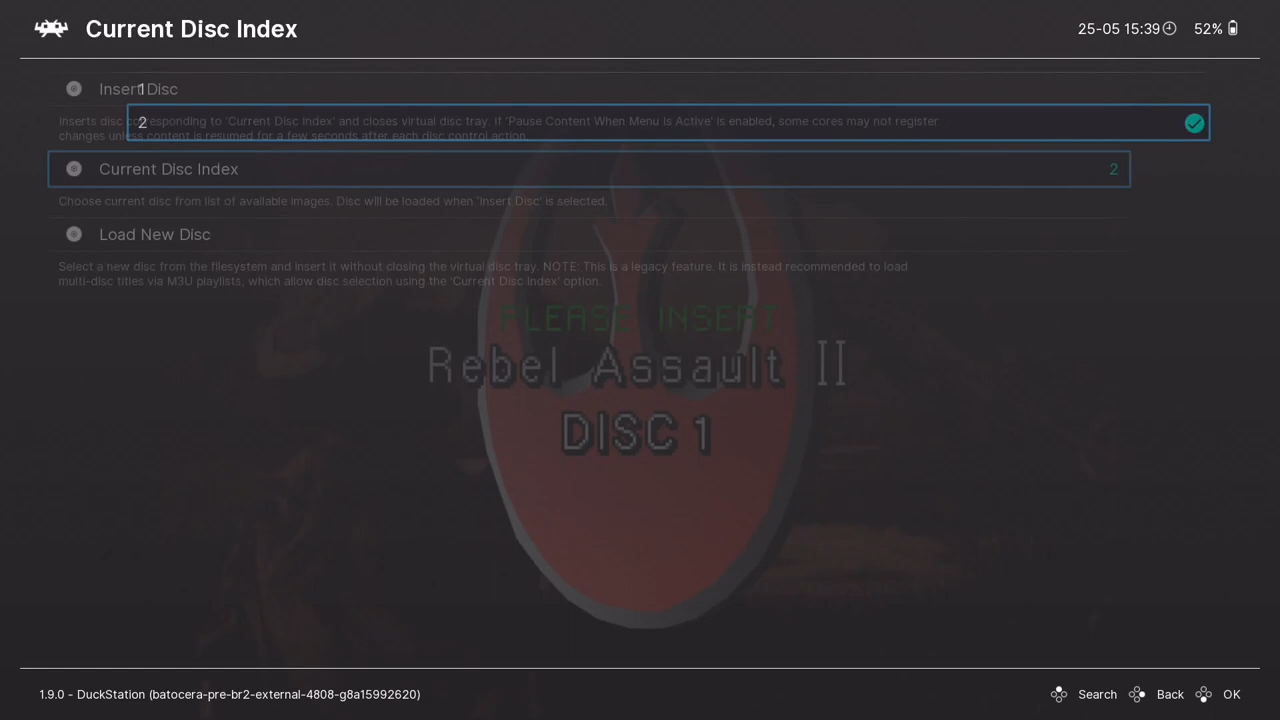 Current Disc Index
25-05 15:39
52%
Insert Disc
1
Inserts disc corresponding to 'Current Disc Index' and closes virtual disc tray. If 'Pause Content When Menu Is Active' is enabled, some cores may not register
changes unless content is resumed for a few seconds after each disc control action.
2
Current Disc Index
2
Choose current disc from list of available images. Disc will be loaded when 'Insert Disc' is selected.
Load New Disc
Select a new disc from the filesystem and insert it without closing the virtual disc tray. NOTE: This is a legacy feature. It is instead recommended to load
multi-disc titles via M3U playlists, which allow disc selection using the 'Current Disc Index' option.
PLEASE INSERT
Rebel Assault II
DISC 1
1.9.0 - DuckStation (batocera-pre-br2-external-4808-g8a15992620)
Search
Back
OK